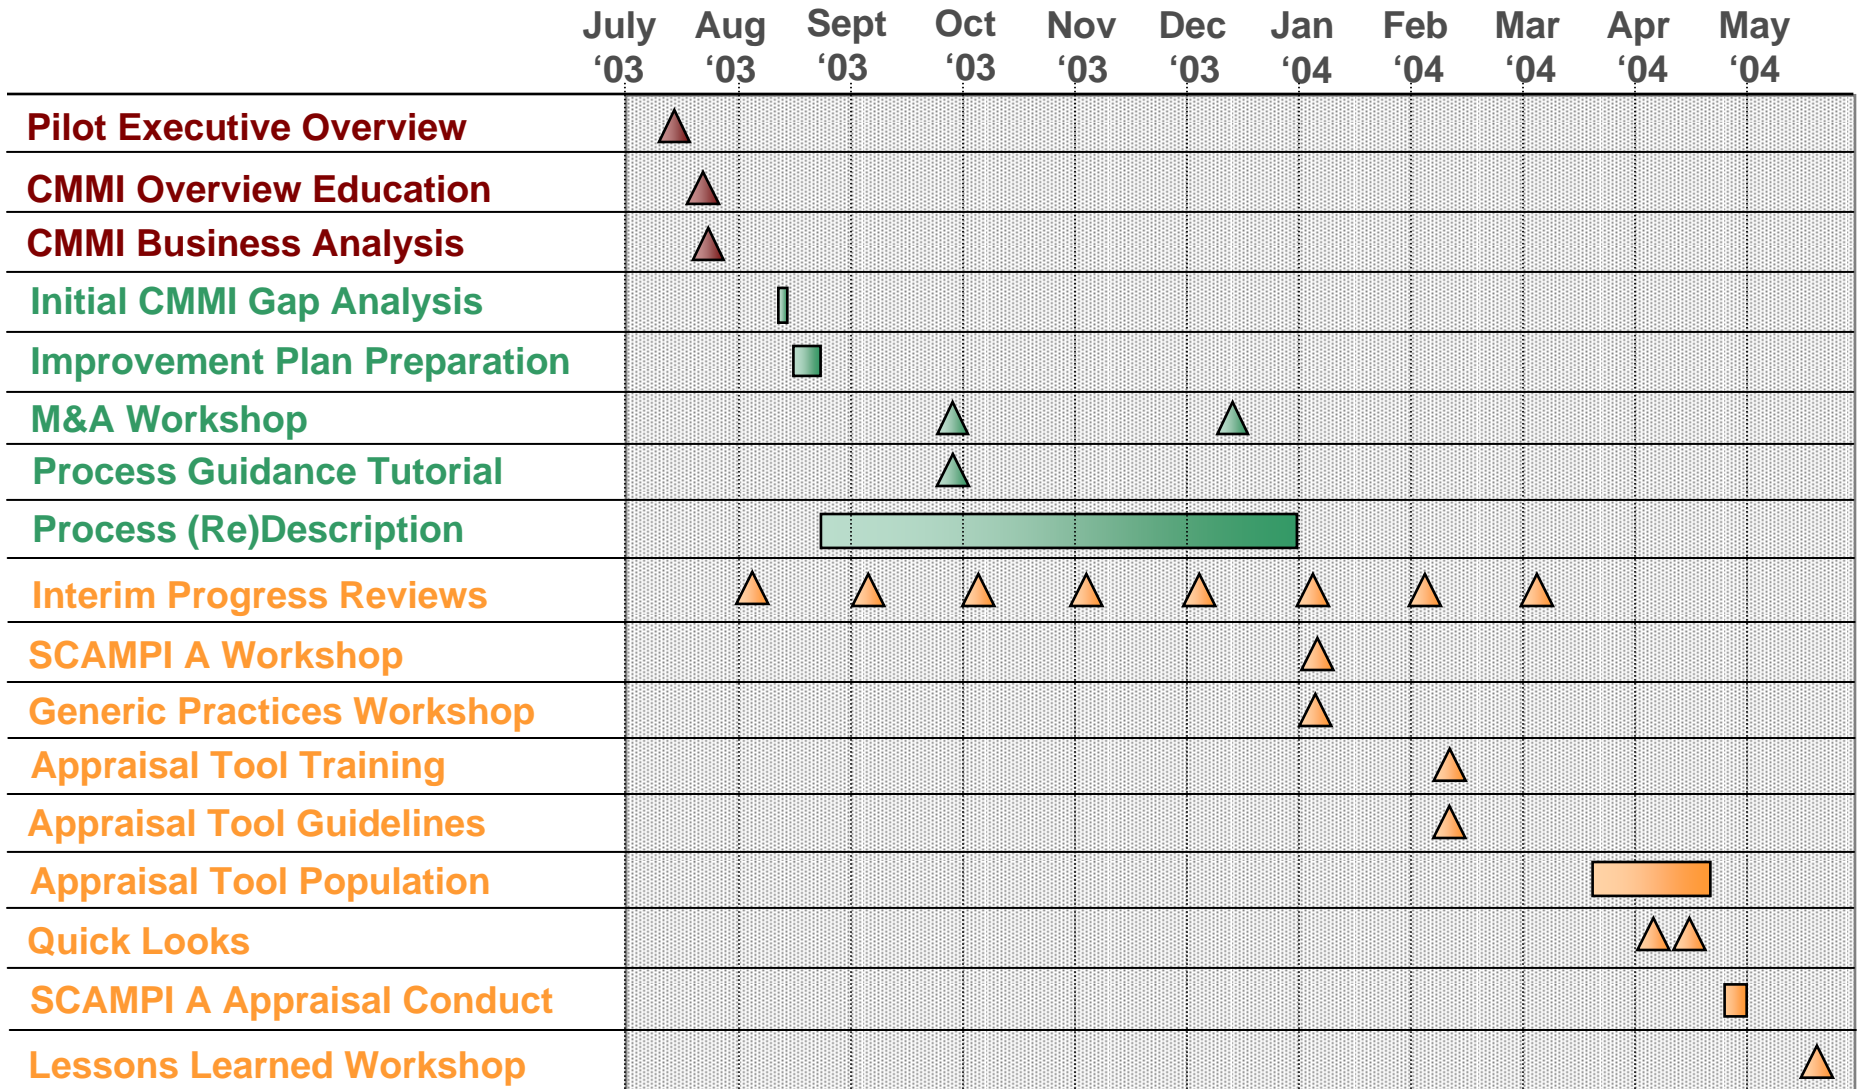 July Aug Sept Oct Nov Dec Jan Feb Mar Apr May
‘03 ‘03 ‘03 ‘03 ‘03 ‘03 ‘04 ‘04 ‘04 ‘04 ‘04
Pilot Executive Overview
CMMI Overview Education
CMMI Business Analysis
Initial CMMI Gap Analysis
Improvement Plan Preparation
M&A Workshop
Process Guidance Tutorial
Process (Re)Description
Interim Progress Reviews
SCAMPI A Workshop
Generic Practices Workshop
Appraisal Tool Training
Appraisal Tool Guidelines
Appraisal Tool Population
Quick Looks
SCAMPI A Appraisal Conduct
Lessons Learned Workshop